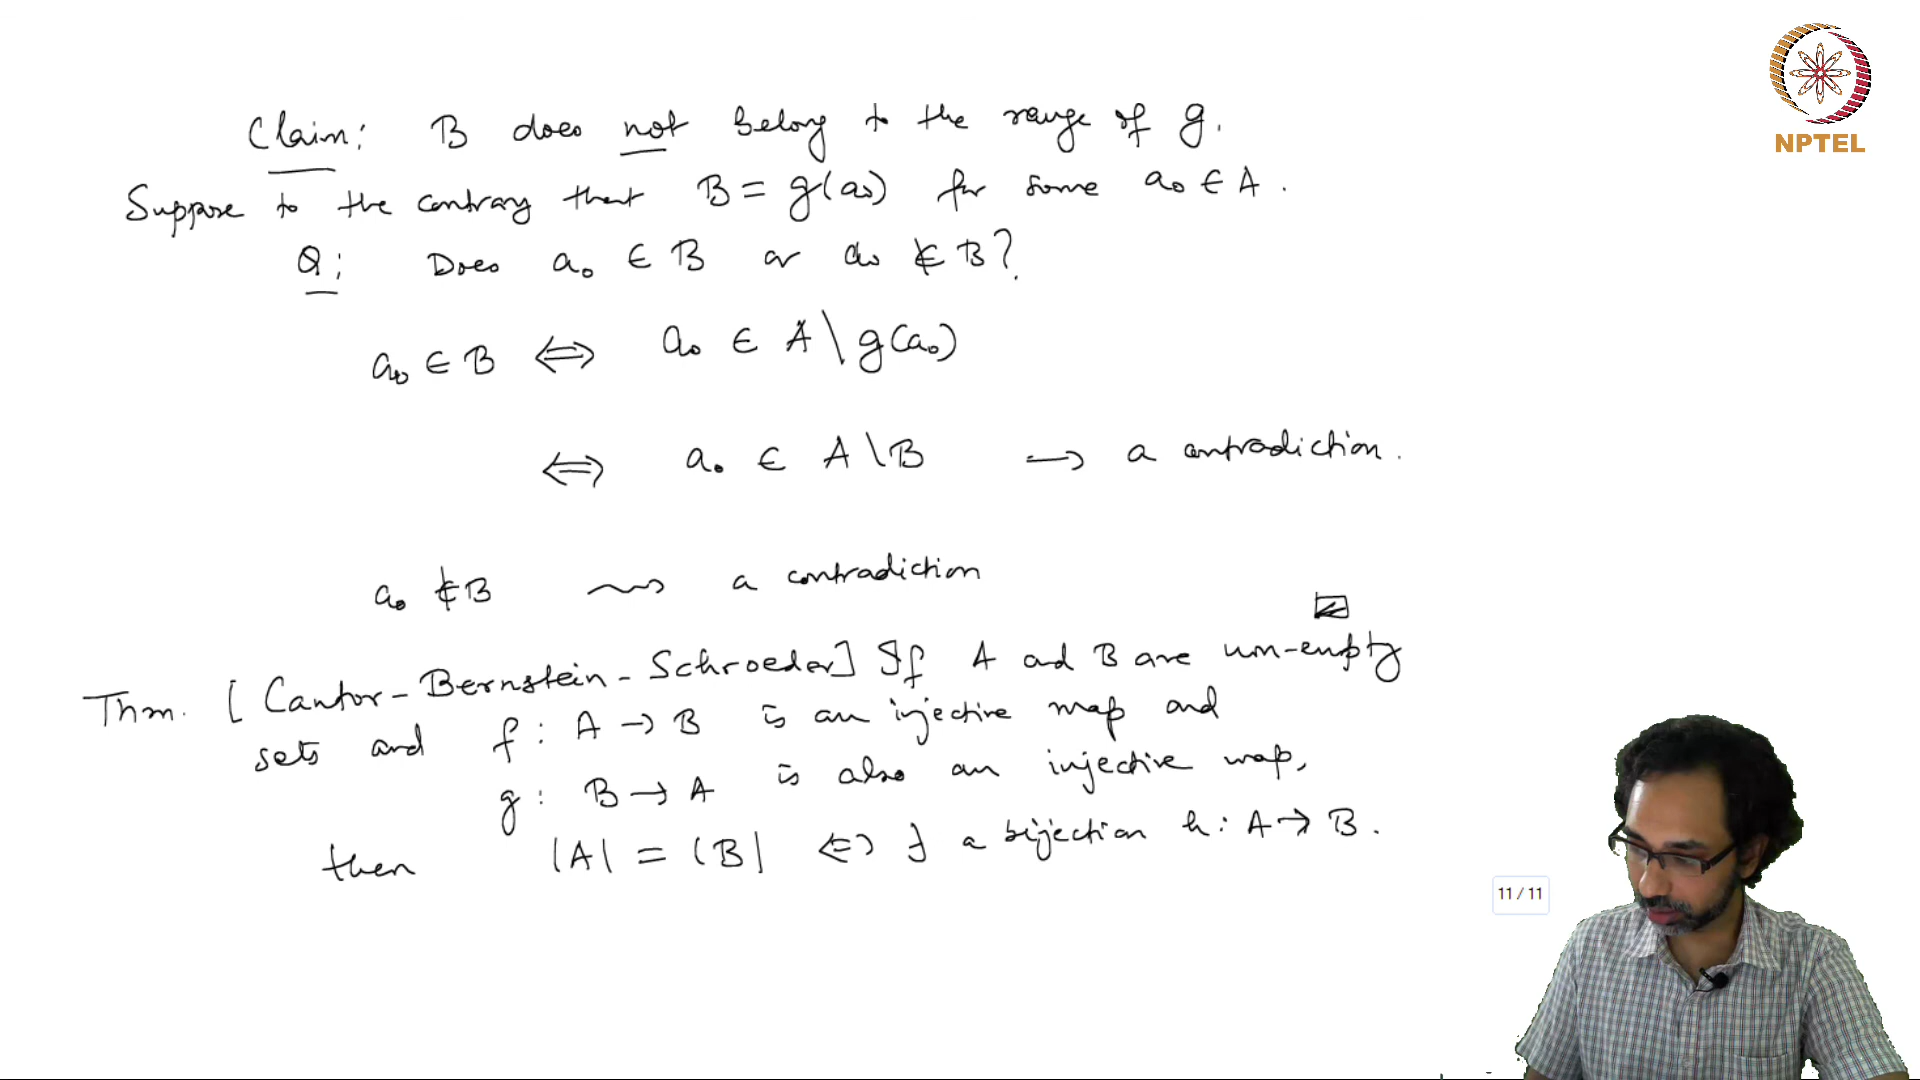 NPTEL
Claim: B does not belong to the range of g.
Suppose to the contrary that B = g(a₀) for some a₀ ∈ A.
Q: Does a₀ ∈ B or a₀ ∉ B?
a₀ ∈ B ⇔ a₀ ∈ A \ g(a₀)
⇔ a₀ ∈ A \ B → a contradiction.
a₀ ∉ B ⇝ a contradiction
Thm. [Cantor-Bernstein-Schroeder] If A and B are non-empty
sets and f : A → B is an injective map and
g : B → A is also an injective map,
then |A| = |B| ⇔ ∃ a bijection h : A → B.
11 / 11